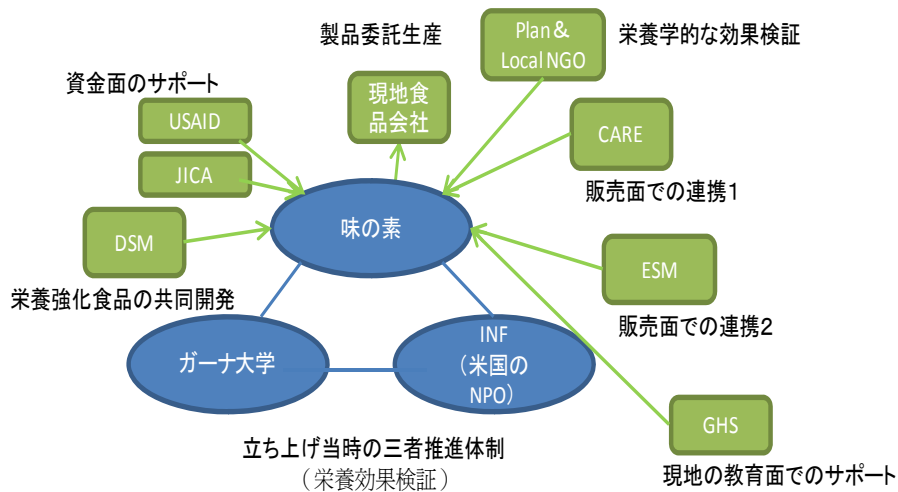 製品委託生産
Plan＆
Local NGO
栄養学的な効果検証
資金面のサポート
USAID
現地食
品会社
CARE
JICA
販売面での連携1
味の素
DSM
ESM
栄養強化食品の共同開発
販売面での連携2
ガーナ大学
INF
（米国の
NPO）
GHS
立ち上げ当時の三者推進体制
（栄養効果検証）
現地の教育面でのサポート